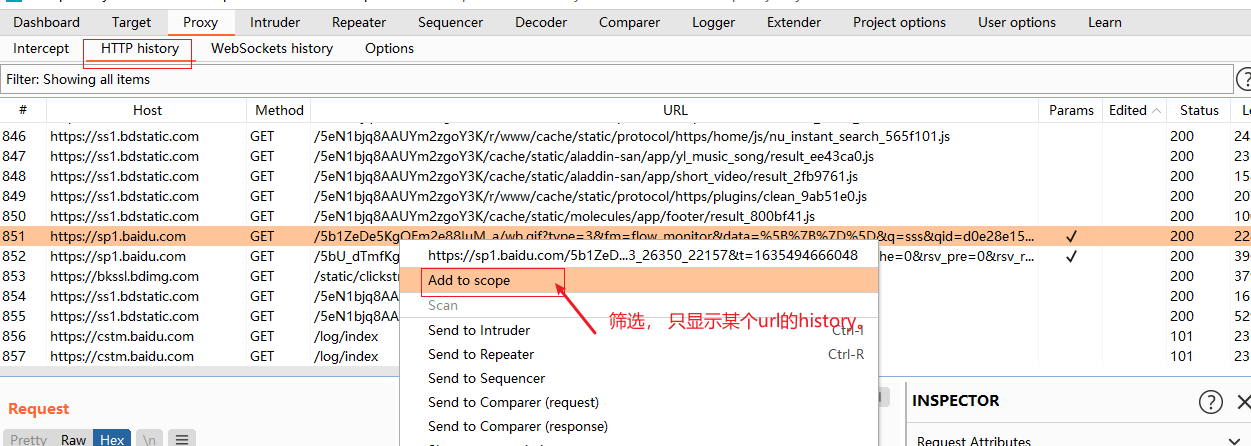 Dashboard Target Proxy Intruder Repeater Sequencer Decoder Comparer Logger Extender Project options User options Learn
Intercept HTTP history WebSockets history Options
Filter: Showing all items
# Host Method URL Params Edited Status
846 https://ss1.bdstatic.com GET /5eN1bjq8AAUYm2zgoY3K/r/www/cache/static/protocol/https/home/js/nu_instant_search_565f101.js 200 24
847 https://ss1.bdstatic.com GET /5eN1bjq8AAUYm2zgoY3K/cache/static/aladdin-san/app/yl_music_song/result_ee43ca0.js 200 23
848 https://ss1.bdstatic.com GET /5eN1bjq8AAUYm2zgoY3K/cache/static/aladdin-san/app/short_video/result_2fb9761.js 200 15
849 https://ss1.bdstatic.com GET /5eN1bjq8AAUYm2zgoY3K/r/www/cache/static/protocol/https/plugins/clean_9ab51e0.js 200 20
850 https://ss1.bdstatic.com GET /5eN1bjq8AAUYm2zgoY3K/cache/static/molecules/app/footer/result_800bf41.js 200 10
851 https://sp1.baidu.com GET /5b1ZeDe5KgQFm2e88IuM_a/wb.gif?type=3&fm=flow_monitor&data=%5B%7B%7D%5D&q=sss&qid=d0e28e15... ✓ 200 22
852 https://sp1.baidu.com GET /5bU_dTmfKg he=0&rsv_pre=0&rsv_r... ✓ 200 39
853 https://bkssl.bdimg.com GET /static/clickst 200
854 https://ss1.bdstatic.com GET /5eN1bjq8AA 200 16
855 https://ss1.bdstatic.com GET /5eN1bjq8AA 200 52
856 https://cstm.baidu.com GET /log/index 101
857 https://cstm.baidu.com GET /log/index 101
https://sp1.baidu.com/5b1ZeD...3_26350_22157&t=1635494666048
Add to scope
Scan
筛选， 只显示某个url的history。
Send to Intruder
Send to Repeater Ctrl-R
Send to Sequencer
Send to Comparer (request)
Send to Comparer (response)
Request
Pretty Raw Hex \n
INSPECTOR
Request Attributes